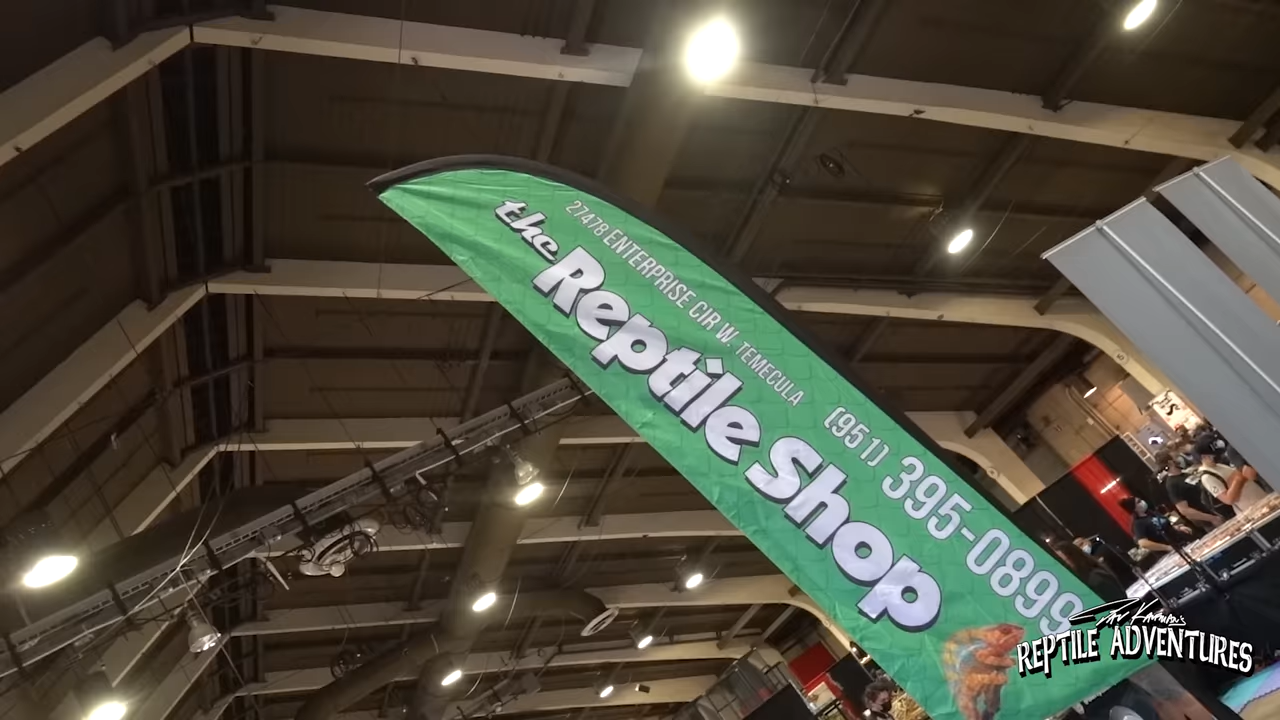 27478 ENTERPRISE CIR W. TEMECULA
(951) 395-0899
the Reptile Shop
REPTILE ADVENTURES